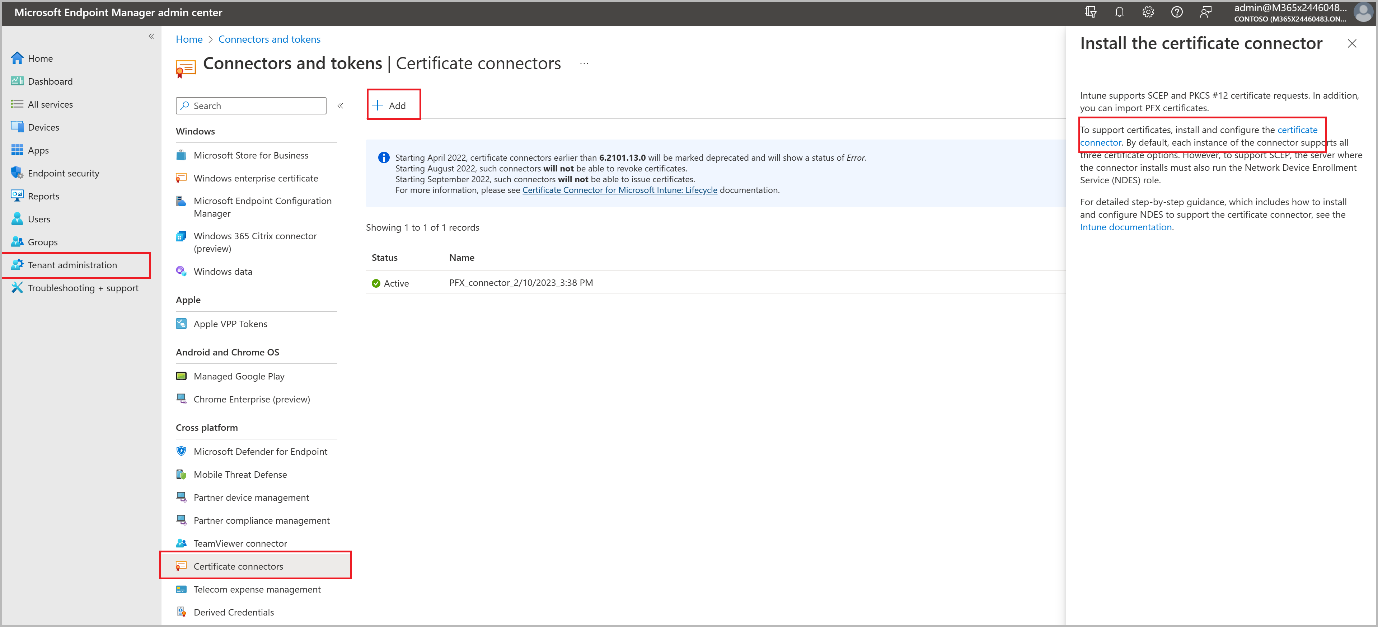 Microsoft Endpoint Manager admin center
admin@M365x2446048...
CONTOSO (M365X24460483.ON...
Home
Dashboard
All services
Devices
Apps
Endpoint security
Reports
Users
Groups
Tenant administration
Troubleshooting + support
Home > Connectors and tokens
Connectors and tokens | Certificate connectors ...
Search
Windows
Microsoft Store for Business
Windows enterprise certificate
Microsoft Endpoint Configuration
Manager
Windows 365 Citrix connector
(preview)
Windows data
Apple
Apple VPP Tokens
Android and Chrome OS
Managed Google Play
Chrome Enterprise (preview)
Cross platform
Microsoft Defender for Endpoint
Mobile Threat Defense
Partner device management
Partner compliance management
TeamViewer connector
Certificate connectors
Telecom expense management
Derived Credentials
Add
Starting April 2022, certificate connectors earlier than 6.2101.13.0 will be marked deprecated and will show a status of Error.
Starting August 2022, such connectors will not be able to revoke certificates.
Starting September 2022, such connectors will not be able to issue certificates.
For more information, please see Certificate Connector for Microsoft Intune: Lifecycle documentation.
Showing 1 to 1 of 1 records
Status Name
Active PFX_connector_2/10/2023_3:38 PM
Install the certificate connector
Intune supports SCEP and PKCS #12 certificate requests. In addition,
you can import PFX certificates.
To support certificates, install and configure the certificate
connector. By default, each instance of the connector supports all
three certificate options. However, to support SCEP, the server where
the connector installs must also run the Network Device Enrollment
Service (NDES) role.
For detailed step-by-step guidance, which includes how to install
and configure NDES to support the certificate connector, see the
Intune documentation.